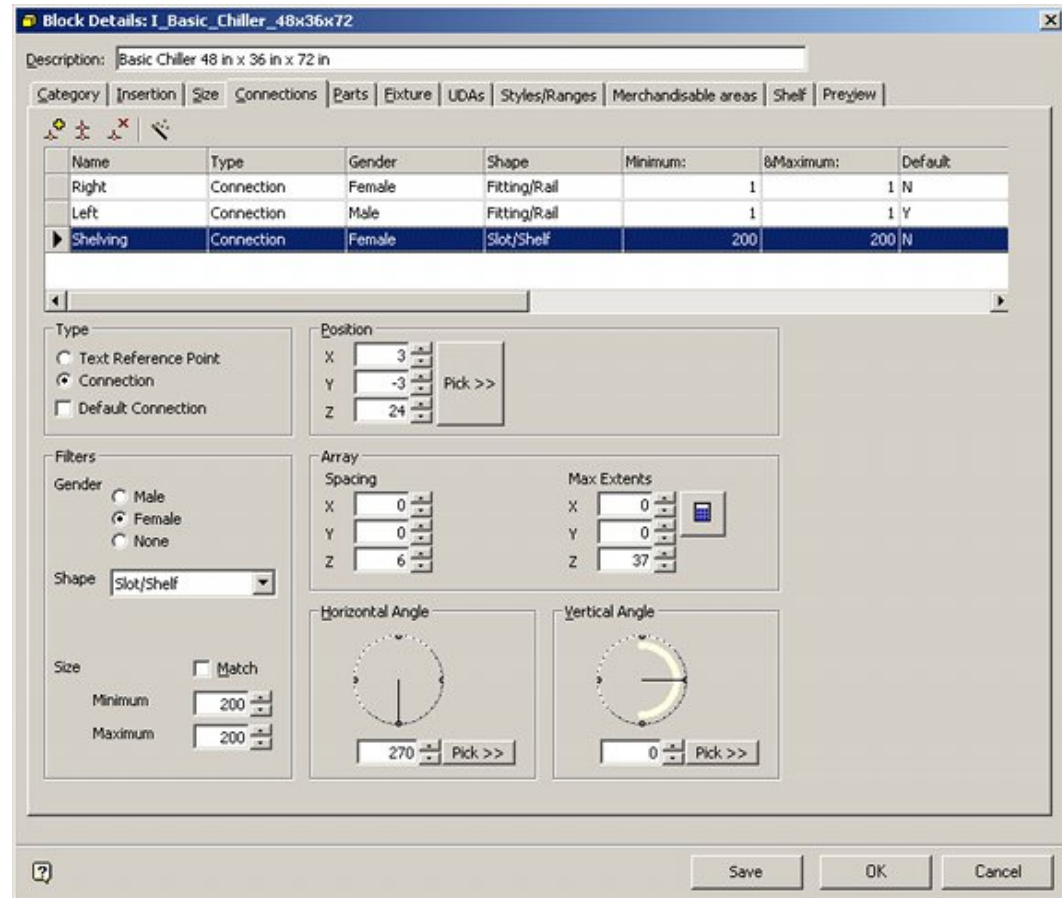 Block Details: I_Basic_Chiller_48x36x72
Description: Basic Chiller 48 in x 36 in x 72 in
Category Insertion Size Connections Parts Fixture UDAs Styles/Ranges Merchandisable areas Shelf Preview
Name Type Gender Shape Minimum: &Maximum: Default
Right Connection Female Fitting/Rail 1 1 N
Left Connection Male Fitting/Rail 1 1 Y
Shelving Connection Female Slot/Shelf 200 200 N
Type Position
Text Reference Point X 3
Connection Y -3 Pick >>
Default Connection Z 24
Filters Array
Gender Spacing Max Extents
Male X 0 X 0
Female Y 0 Y 0
None Z 6 Z 37
Shape Slot/Shelf
Horizontal Angle Vertical Angle
Size Match
Minimum 200
Maximum 200
270 Pick >> 0 Pick >>
? Save OK Cancel